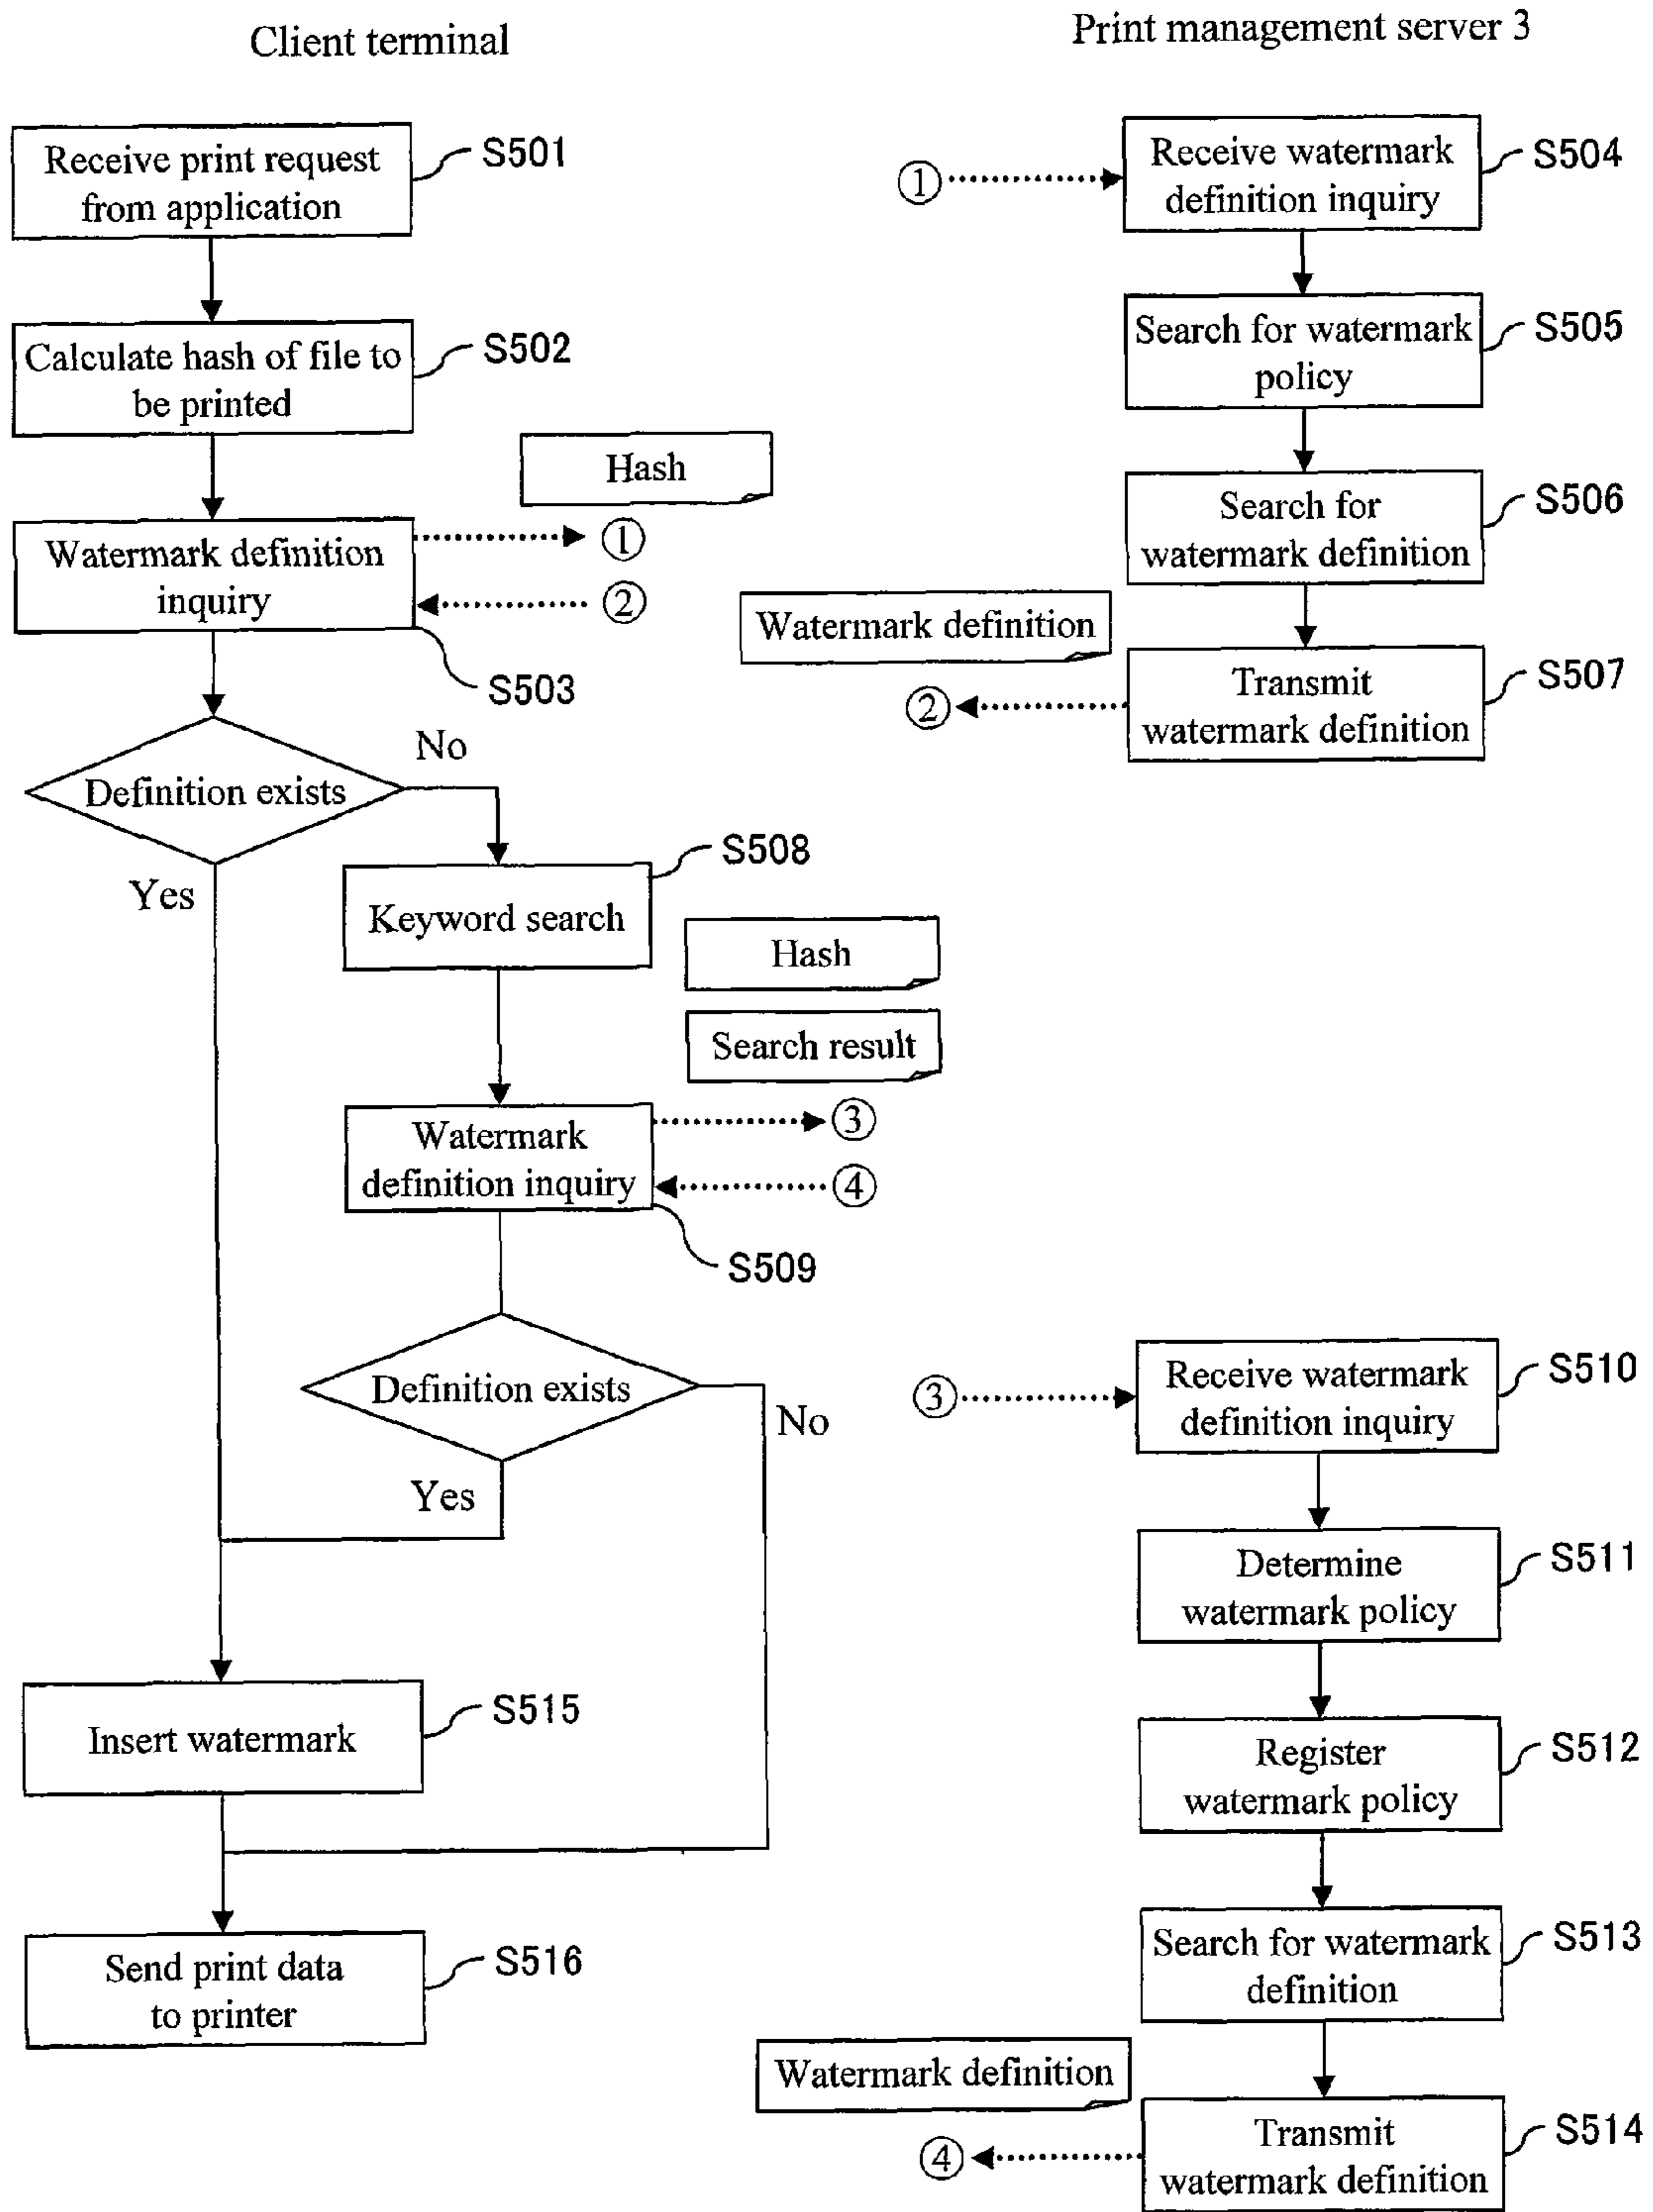 Client terminal
Print management server 3
Receive print request
from application
S501
Calculate hash of file to
be printed
S502
Hash
Watermark definition
inquiry
①
②
S503
Definition exists
No
Yes
S508
Keyword search
Hash
Search result
Watermark
definition inquiry
③
④
S509
Definition exists
No
Yes
S515
Insert watermark
S516
Send print data
to printer
①
Receive watermark
definition inquiry
S504
Search for watermark
policy
S505
Search for
watermark definition
S506
Watermark definition
②
Transmit
watermark definition
S507
③
Receive watermark
definition inquiry
S510
Determine
watermark policy
S511
Register
watermark policy
S512
Search for watermark
definition
S513
Watermark definition
④
Transmit
watermark definition
S514